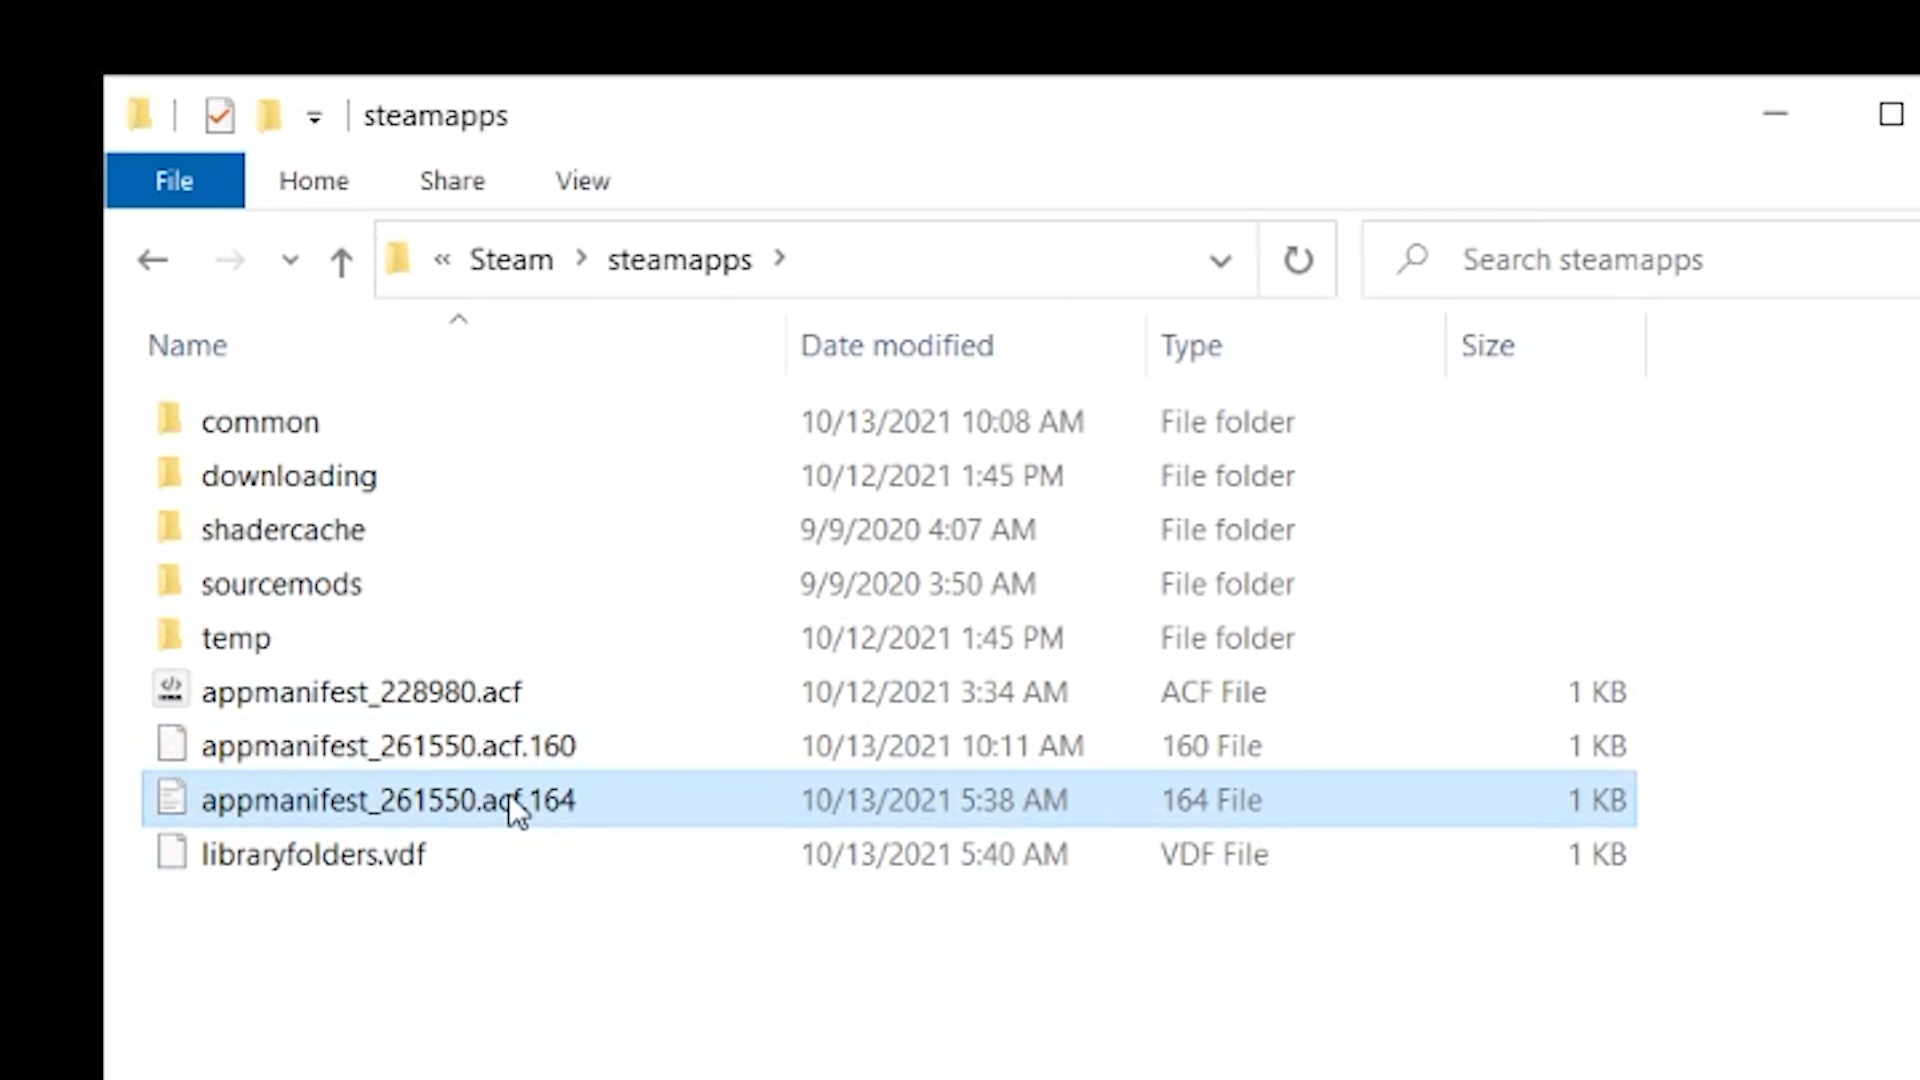 steamapps
File Home Share View
« Steam > steamapps > Search steamapps
Name Date modified Type Size
common 10/13/2021 10:08 AM File folder
downloading 10/12/2021 1:45 PM File folder
shadercache 9/9/2020 4:07 AM File folder
sourcemods 9/9/2020 3:50 AM File folder
temp 10/12/2021 1:45 PM File folder
appmanifest_228980.acf 10/12/2021 3:34 AM ACF File 1 KB
appmanifest_261550.acf.160 10/13/2021 10:11 AM 160 File 1 KB
appmanifest_261550.acf.164 10/13/2021 5:38 AM 164 File 1 KB
libraryfolders.vdf 10/13/2021 5:40 AM VDF File 1 KB